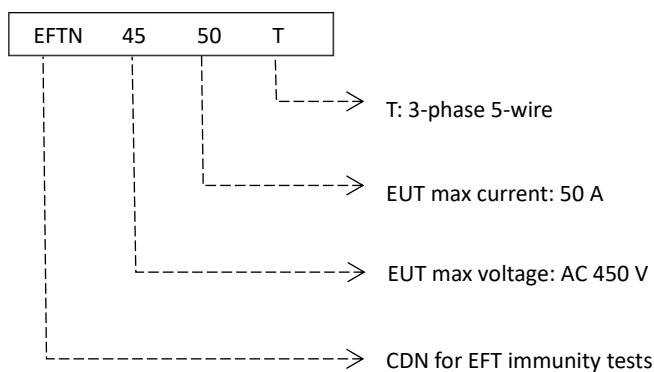 EFTN 45 50 T
T: 3-phase 5-wire
EUT max current: 50 A
EUT max voltage: AC 450 V
CDN for EFT immunity tests